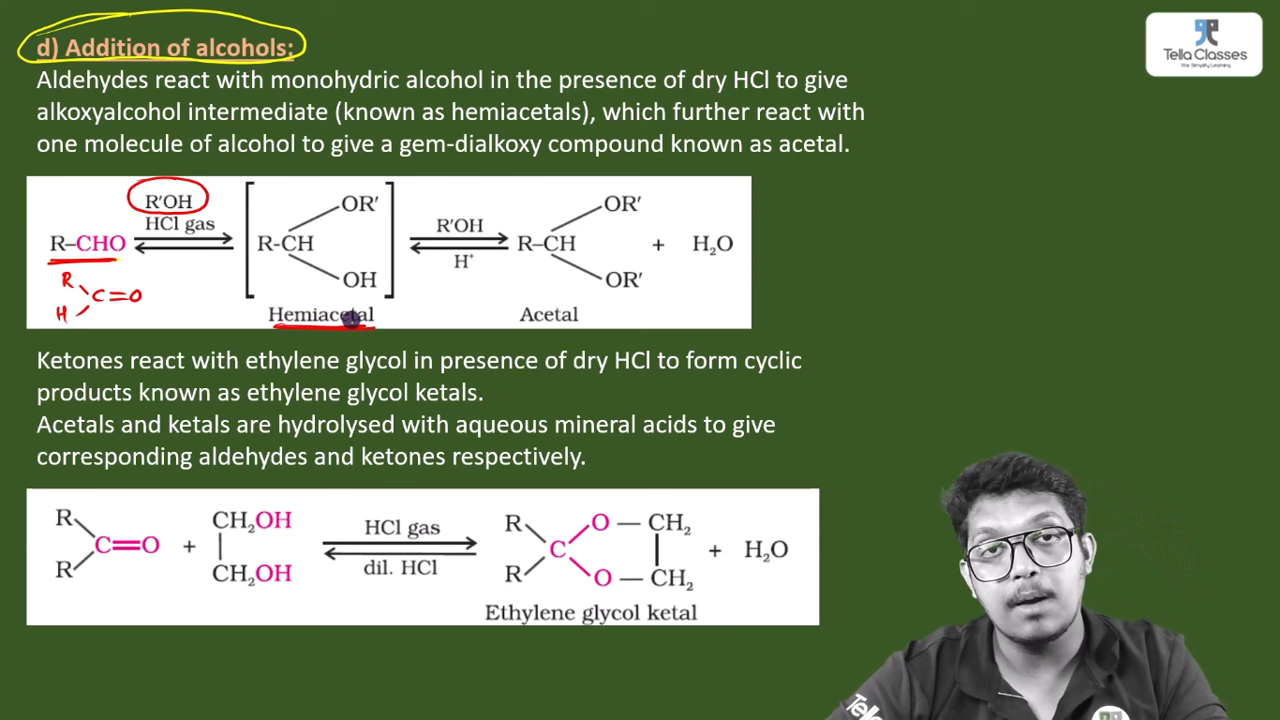 d) Addition of alcohols:
Tella Classes
We Simplify Learning
Aldehydes react with monohydric alcohol in the presence of dry HCl to give
alkoxyalcohol intermediate (known as hemiacetals), which further react with
one molecule of alcohol to give a gem-dialkoxy compound known as acetal.
R′OH
HCl gas
R–CHO
R-CH
OR′
OH
Hemiacetal
R′OH
H⁺
R–CH
OR′
OR′
+ H₂O
Acetal
R
H
C=O
Ketones react with ethylene glycol in presence of dry HCl to form cyclic
products known as ethylene glycol ketals.
Acetals and ketals are hydrolysed with aqueous mineral acids to give
corresponding aldehydes and ketones respectively.
R
R
C=O
+
CH₂OH
CH₂OH
HCl gas
dil. HCl
R
R
C
O — CH₂
O — CH₂
+ H₂O
Ethylene glycol ketal